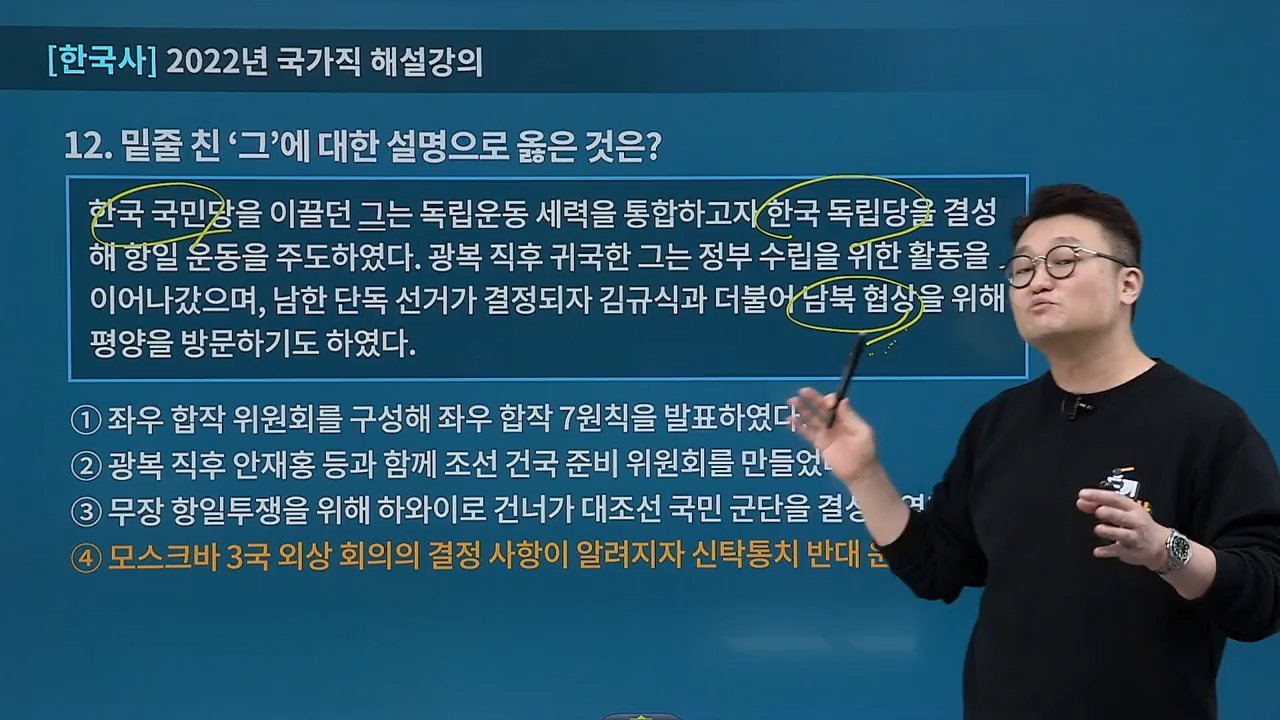 [한국사] 2022년 국가직 해설강의
12. 밑줄 친 ‘그’에 대한 설명으로 옳은 것은?
한국 국민당을 이끌던 그는 독립운동 세력을 통합하고자 한국 독립당을 결성
해 항일 운동을 주도하였다. 광복 직후 귀국한 그는 정부 수립을 위한 활동을
이어나갔으며, 남한 단독 선거가 결정되자 김규식과 더불어 남북 협상을 위해
평양을 방문하기도 하였다.
① 좌우 합작 위원회를 구성해 좌우 합작 7원칙을 발표하였다
② 광복 직후 안재홍 등과 함께 조선 건국 준비 위원회를
③ 무장 항일투쟁을 위해 하와이로 건너가 대조선 국민 군단을
④ 모스크바 3국 외상 회의의 결정 사항이 알려지자 신탁통치 반대